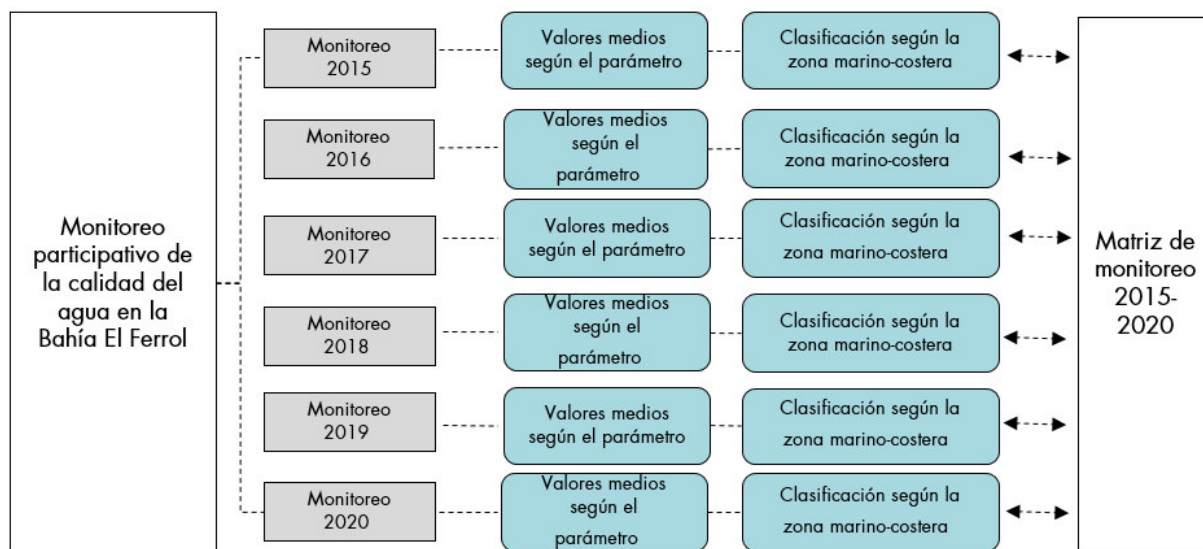 Monitoreo
participativo de
la calidad del
agua en la
Bahía El Ferrol
Monitoreo
2015
Valores medios
según el parámetro
Clasificación según la
zona marino-costera
Monitoreo
2016
Valores medios
según el
parámetro
Clasificación según la
zona marino-costera
Monitoreo
2017
Valores medios
según el parámetro
Clasificación según la
zona marino-costera
Monitoreo
2018
Valores medios
según el
parámetro
Clasificación según la
zona marino-costera
Monitoreo
2019
Valores medios
según el parámetro
Clasificación según la
zona marino-costera
Monitoreo
2020
Valores medios
según el
parámetro
Clasificación según la
zona marino-costera
Matriz de
monitoreo
2015-
2020